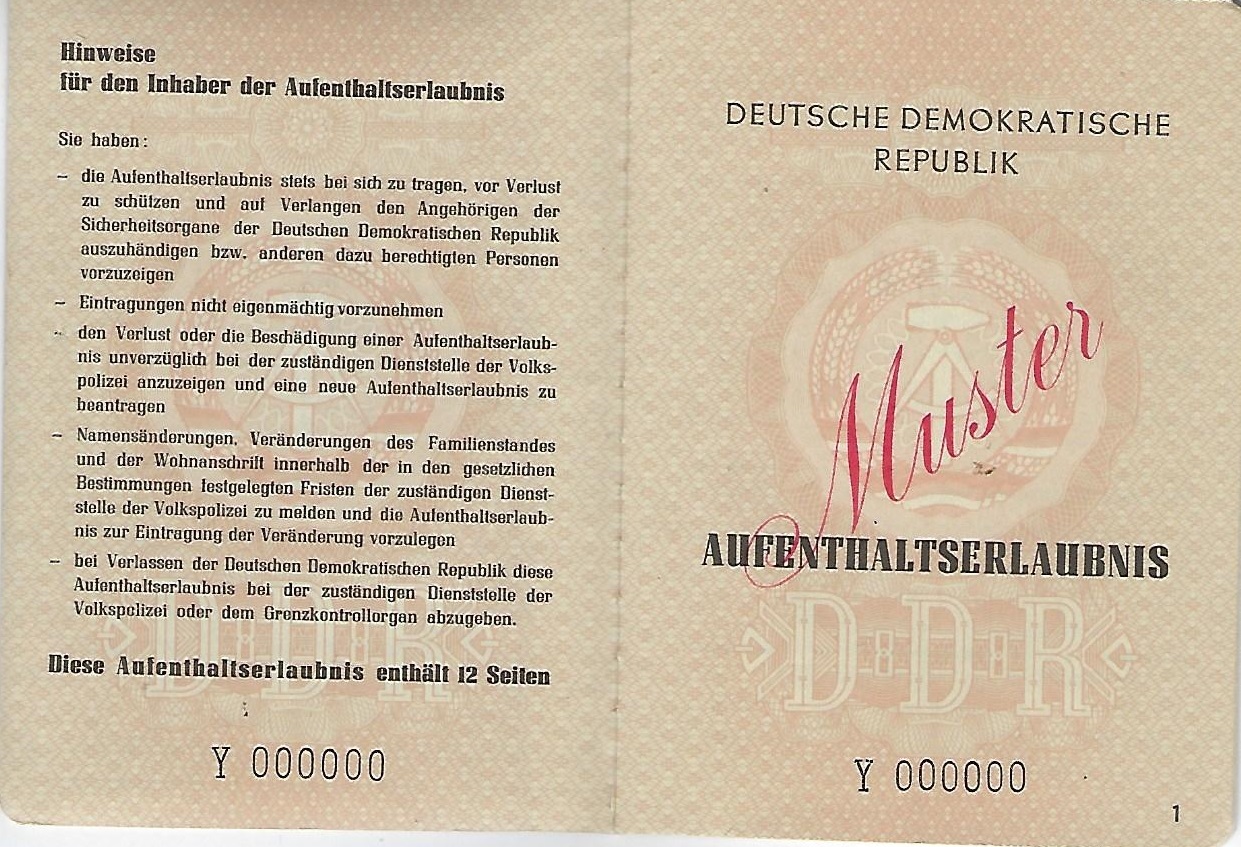 Hinweise
für den Inhaber der Aufenthaltserlaubnis
Sie haben:
– die Aufenthaltserlaubnis stets bei sich zu tragen, vor Verlust
zu schützen und auf Verlangen den Angehörigen der
Sicherheitsorgane der Deutschen Demokratischen Republik
auszuhändigen bzw. anderen dazu berechtigten Personen
vorzuzeigen
– Eintragungen nicht eigenmächtig vorzunehmen
– den Verlust oder die Beschädigung einer Aufenthaltserlaub-
nis unverzüglich bei der zuständigen Dienststelle der Volks-
polizei anzuzeigen und eine neue Aufenthaltserlaubnis zu
beantragen
– Namensänderungen, Veränderungen des Familienstandes
und der Wohnanschrift innerhalb der in den gesetzlichen
Bestimmungen festgelegten Fristen der zuständigen Dienst-
stelle der Volkspolizei zu melden und die Aufenthaltserlaub-
nis zur Eintragung der Veränderung vorzulegen
– bei Verlassen der Deutschen Demokratischen Republik diese
Aufenthaltserlaubnis bei der zuständigen Dienststelle der
Volkspolizei oder dem Grenzkontrollorgan abzugeben.
Diese Aufenthaltserlaubnis enthält 12 Seiten
DDR
Y 000000
DEUTSCHE DEMOKRATISCHE
REPUBLIK
Muster
AUFENTHALTSERLAUBNIS
DDR
Y 000000
1